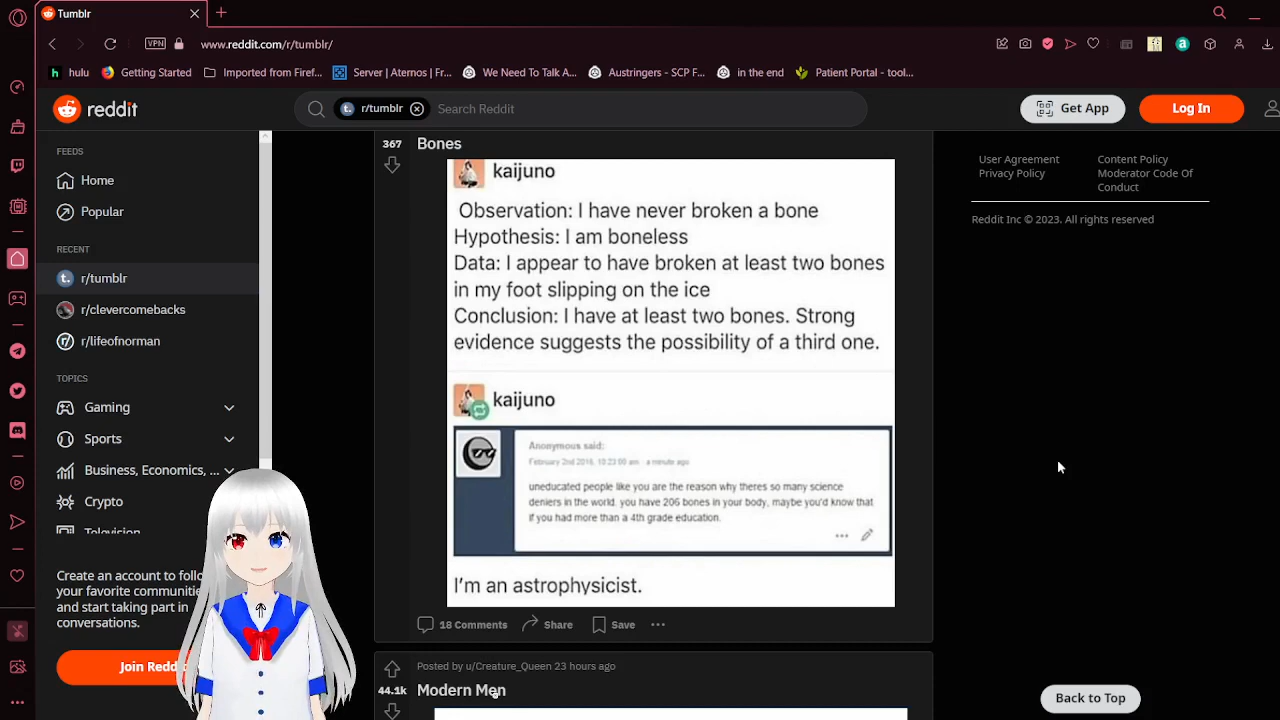 Tumblr
VPN
www.reddit.com/r/tumblr/
h hulu
Getting Started
Imported from Firef...
Server | Aternos | Fr...
We Need To Talk A...
Austringers - SCP F...
in the end
Patient Portal - tool...
reddit
r/tumblr
Search Reddit
Get App
Log In
FEEDS
Home
Popular
RECENT
r/tumblr
r/clevercomebacks
r/lifeofnorman
TOPICS
Gaming
Sports
Business, Economics, ...
Crypto
Television
Create an account to follo
your favorite communitie
and start taking part in
conversations.
Join Reddi
367
Bones
kaijuno
Observation: I have never broken a bone
Hypothesis: I am boneless
Data: I appear to have broken at least two bones
in my foot slipping on the ice
Conclusion: I have at least two bones. Strong
evidence suggests the possibility of a third one.
kaijuno
Anonymous said:
uneducated people like you are the reason why theres so many science
deniers in the world. you have 206 bones in your body, maybe you'd know that
if you had more than a 4th grade education.
I'm an astrophysicist.
18 Comments
Share
Save
Posted by u/Creature_Queen 23 hours ago
44.1k
Modern Men
User Agreement
Privacy Policy
Content Policy
Moderator Code Of
Conduct
Reddit Inc © 2023. All rights reserved
Back to Top